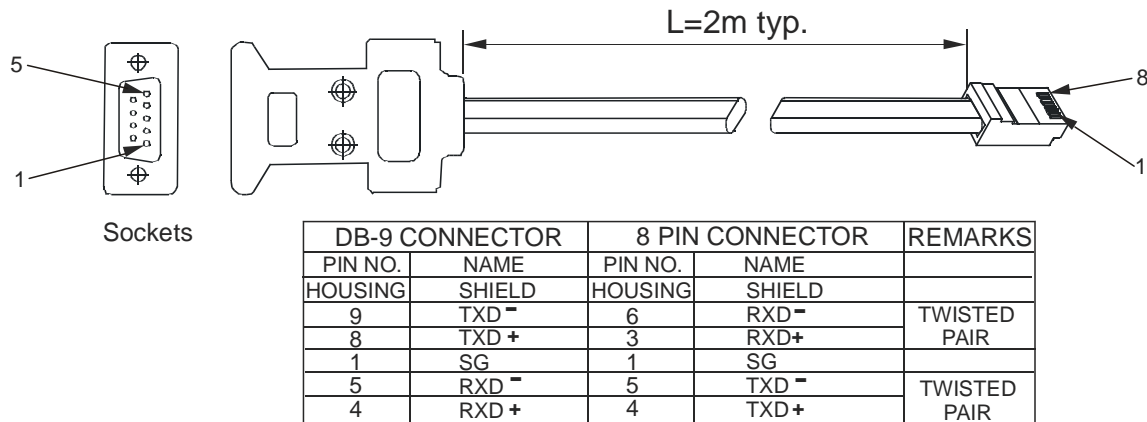 L=2m typ.
5
8
1
1
Sockets
DB-9 CONNECTOR 8 PIN CONNECTOR REMARKS
PIN NO. NAME PIN NO. NAME
HOUSING SHIELD HOUSING SHIELD
9 TXD - 6 RXD - TWISTED
8 TXD + 3 RXD+ PAIR
1 SG 1 SG
5 RXD - 5 TXD - TWISTED
4 RXD + 4 TXD+ PAIR